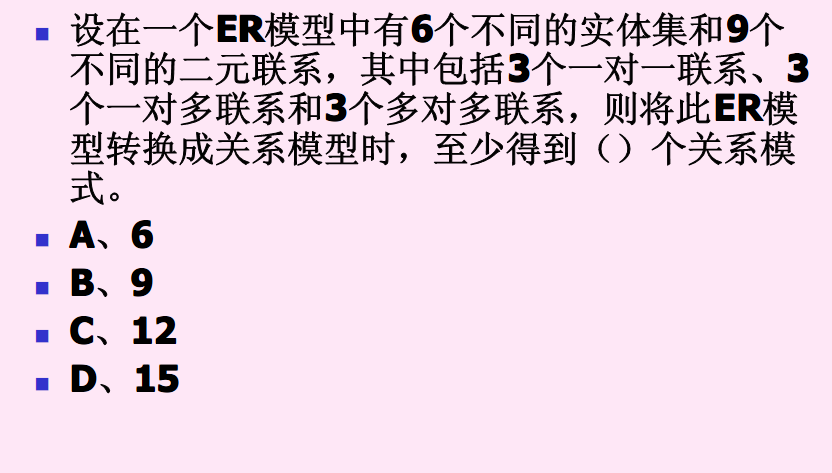 设在一个ER模型中有6个不同的实体集和9个
不同的二元联系，其中包括3个一对一联系、3
个一对多联系和3个多对多联系，则将此ER模
型转换成关系模型时，至少得到（）个关系模
式。
A、6
B、9
C、12
D、15